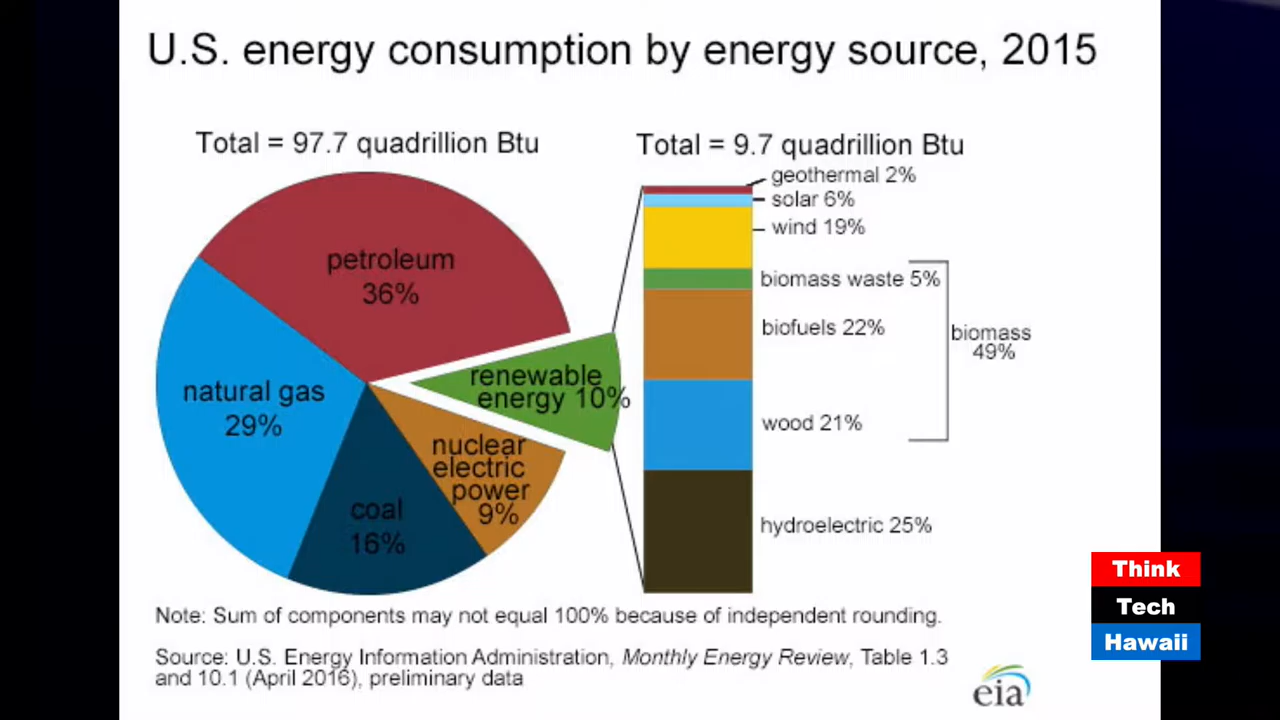 U.S. energy consumption by energy source, 2015
Total = 97.7 quadrillion Btu
Total = 9.7 quadrillion Btu
petroleum
36%
natural gas
29%
coal
16%
nuclear
electric
power
9%
renewable
energy 10%
geothermal 2%
solar 6%
wind 19%
biomass waste 5%
biofuels 22%
wood 21%
biomass
49%
hydroelectric 25%
Note: Sum of components may not equal 100% because of independent rounding.
Source: U.S. Energy Information Administration, Monthly Energy Review, Table 1.3
and 10.1 (April 2016), preliminary data
eia
Think
Tech
Hawaii